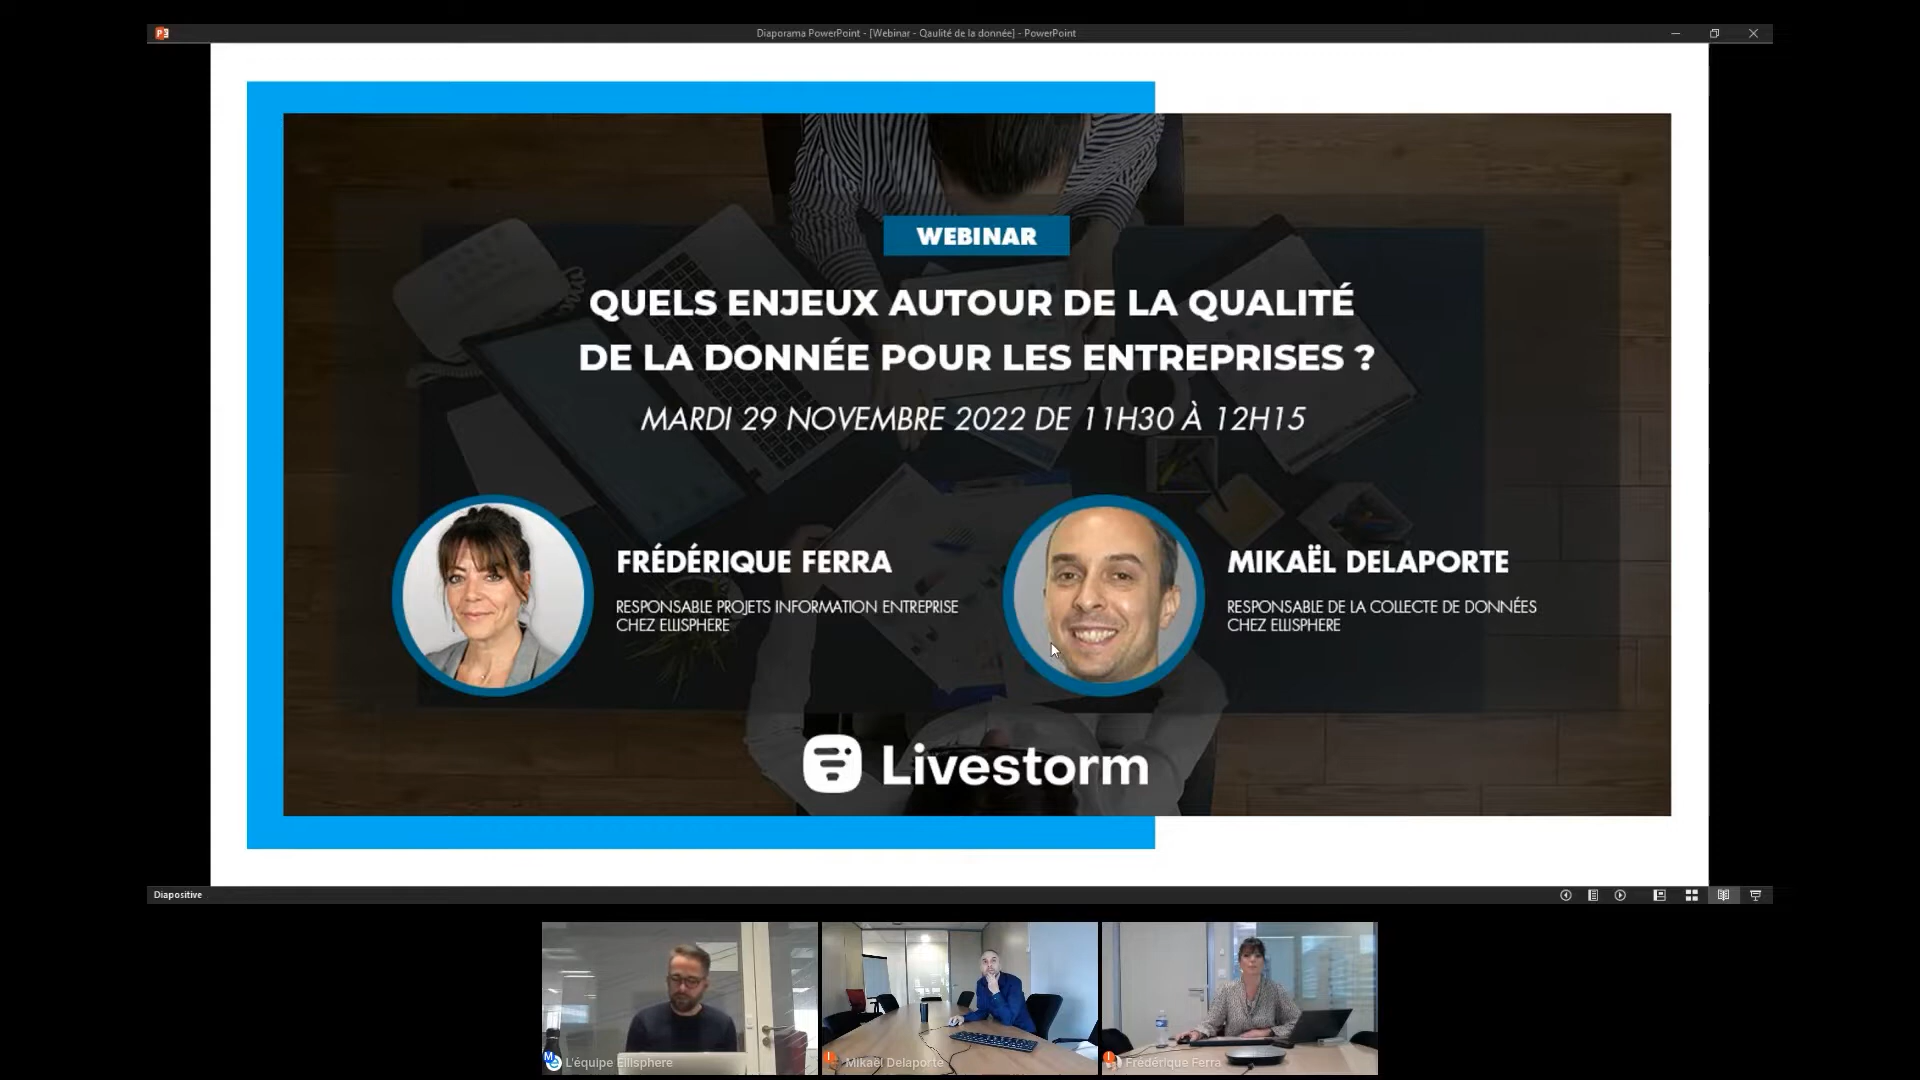 Diaporama PowerPoint - [Webinar - Qaulité de la donnée] - PowerPoint
WEBINAR
QUELS ENJEUX AUTOUR DE LA QUALITÉ
DE LA DONNÉE POUR LES ENTREPRISES ?
MARDI 29 NOVEMBRE 2022 DE 11H30 À 12H15
FRÉDÉRIQUE FERRA
RESPONSABLE PROJETS INFORMATION ENTREPRISE
CHEZ ELLISPHERE
MIKAËL DELAPORTE
RESPONSABLE DE LA COLLECTE DE DONNÉES
CHEZ ELLISPHERE
Livestorm
Diapositive
L'équipe Ellisphere
Mikaël Delaporte
Frédérique Ferra